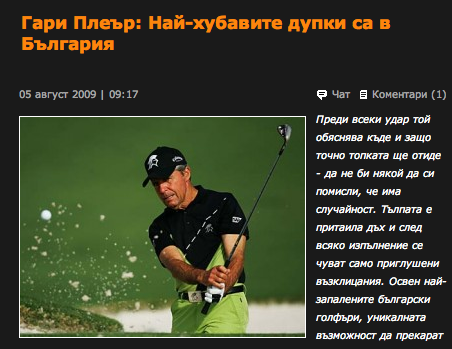 Гари Плеър: Най-хубавите дупки са в
България
05 август 2009 | 09:17
Чат
Коментари (1)
Преди всеки удар той
обяснява къде и защо
точно топката ще отиде
- да не би някой да си
помисли, че има
случайност. Тълпата е
притаила дъх и след
всяко изпълнение се
чуват само приглушени
възклицания. Освен най-
запалените български
голфъри, уникалната
възможност да прекарат